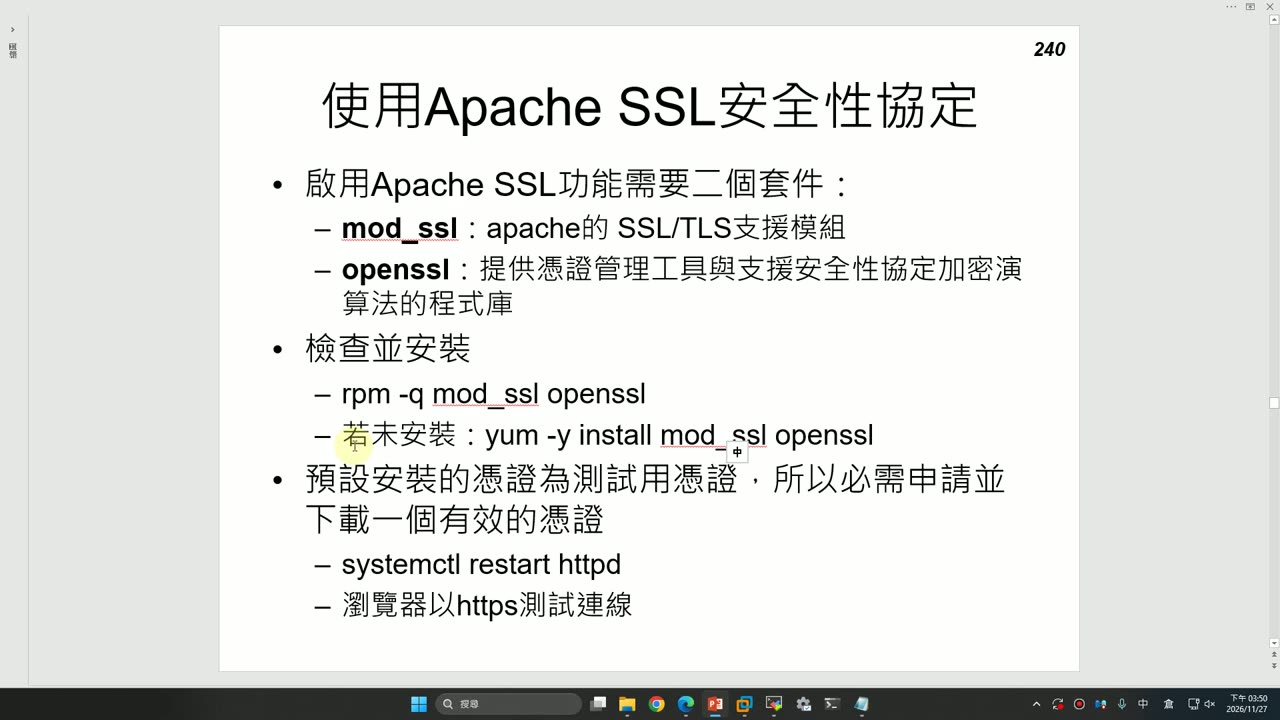 240
使用Apache SSL安全性協定
• 啟用Apache SSL功能需要二個套件：
– mod_ssl：apache的 SSL/TLS支援模組
– openssl：提供憑證管理工具與支援安全性協定加密演
算法的程式庫
• 檢查並安裝
– rpm -q mod_ssl openssl
– 若未安裝：yum -y install mod_ssl openssl
中
• 預設安裝的憑證為測試用憑證，所以必需申請並
下載一個有效的憑證
– systemctl restart httpd
– 瀏覽器以https測試連線
搜尋
中
下午 03:50
2026/11/27